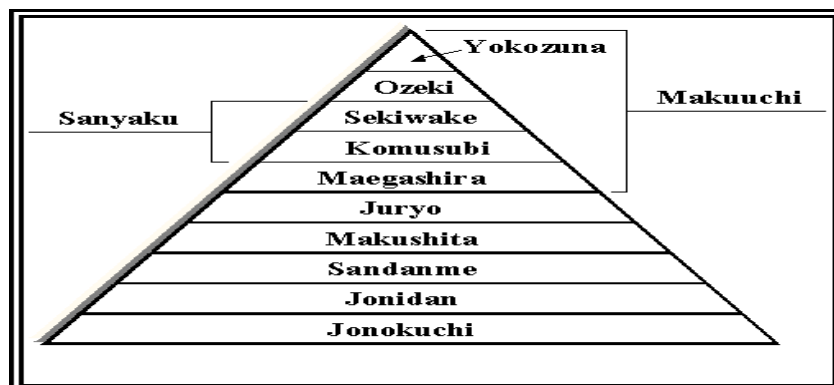 Yokozuna
Ozeki
Makuuchi
Sanyaku
Sekiwake
Komusubi
Maegashira
Juryo
Makushita
Sandanme
Jonidan
Jonokuchi